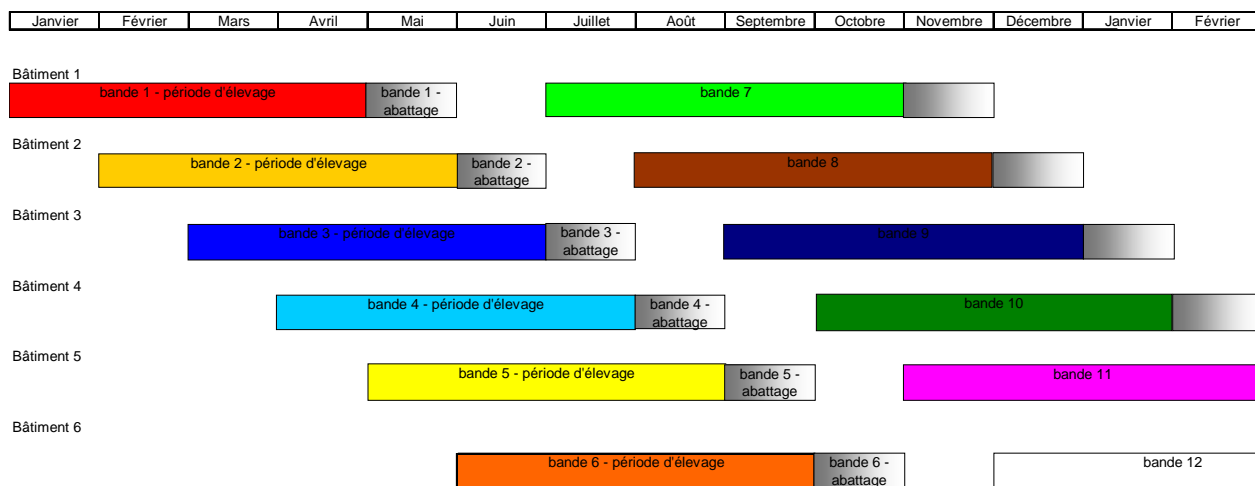 Janvier Février Mars Avril Mai Juin Juillet Août Septembre Octobre Novembre Décembre Janvier Février
Bâtiment 1
bande 1 - période d'élevage
bande 1 -
abattage
bande 7
Bâtiment 2
bande 2 - période d'élevage
bande 2 -
abattage
bande 8
Bâtiment 3
bande 3 - période d'élevage
bande 3 -
abattage
bande 9
Bâtiment 4
bande 4 - période d'élevage
bande 4 -
abattage
bande 10
Bâtiment 5
bande 5 - période d'élevage
bande 5 -
abattage
bande 11
Bâtiment 6
bande 6 - période d'élevage
bande 6 -
abattage
bande 12